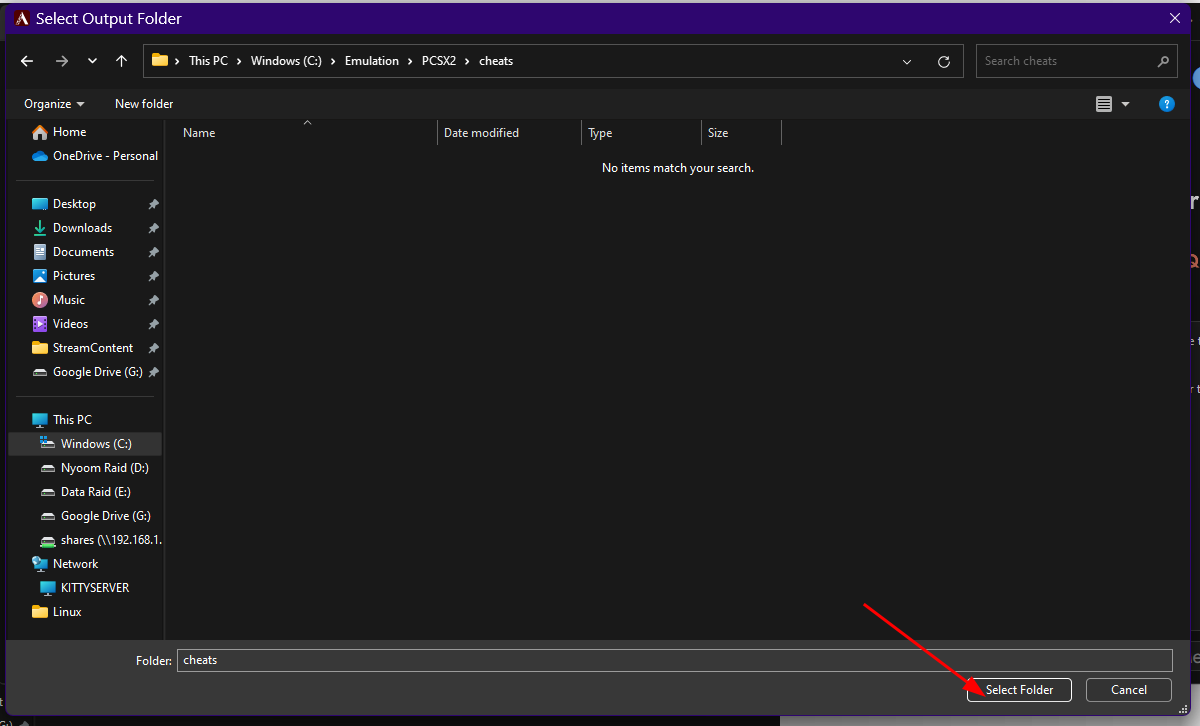 Select Output Folder
This PC > Windows (C:) > Emulation > PCSX2 > cheats
Search cheats
Organize
New folder
?
Name
Date modified
Type
Size
No items match your search.
Home
OneDrive - Personal
Desktop
Downloads
Documents
Pictures
Music
Videos
StreamContent
Google Drive (G:)
This PC
Windows (C:)
Nyoom Raid (D:)
Data Raid (E:)
Google Drive (G:)
shares (\\192.168.1.
Network
KITTYSERVER
Linux
Folder: cheats
Select Folder
Cancel